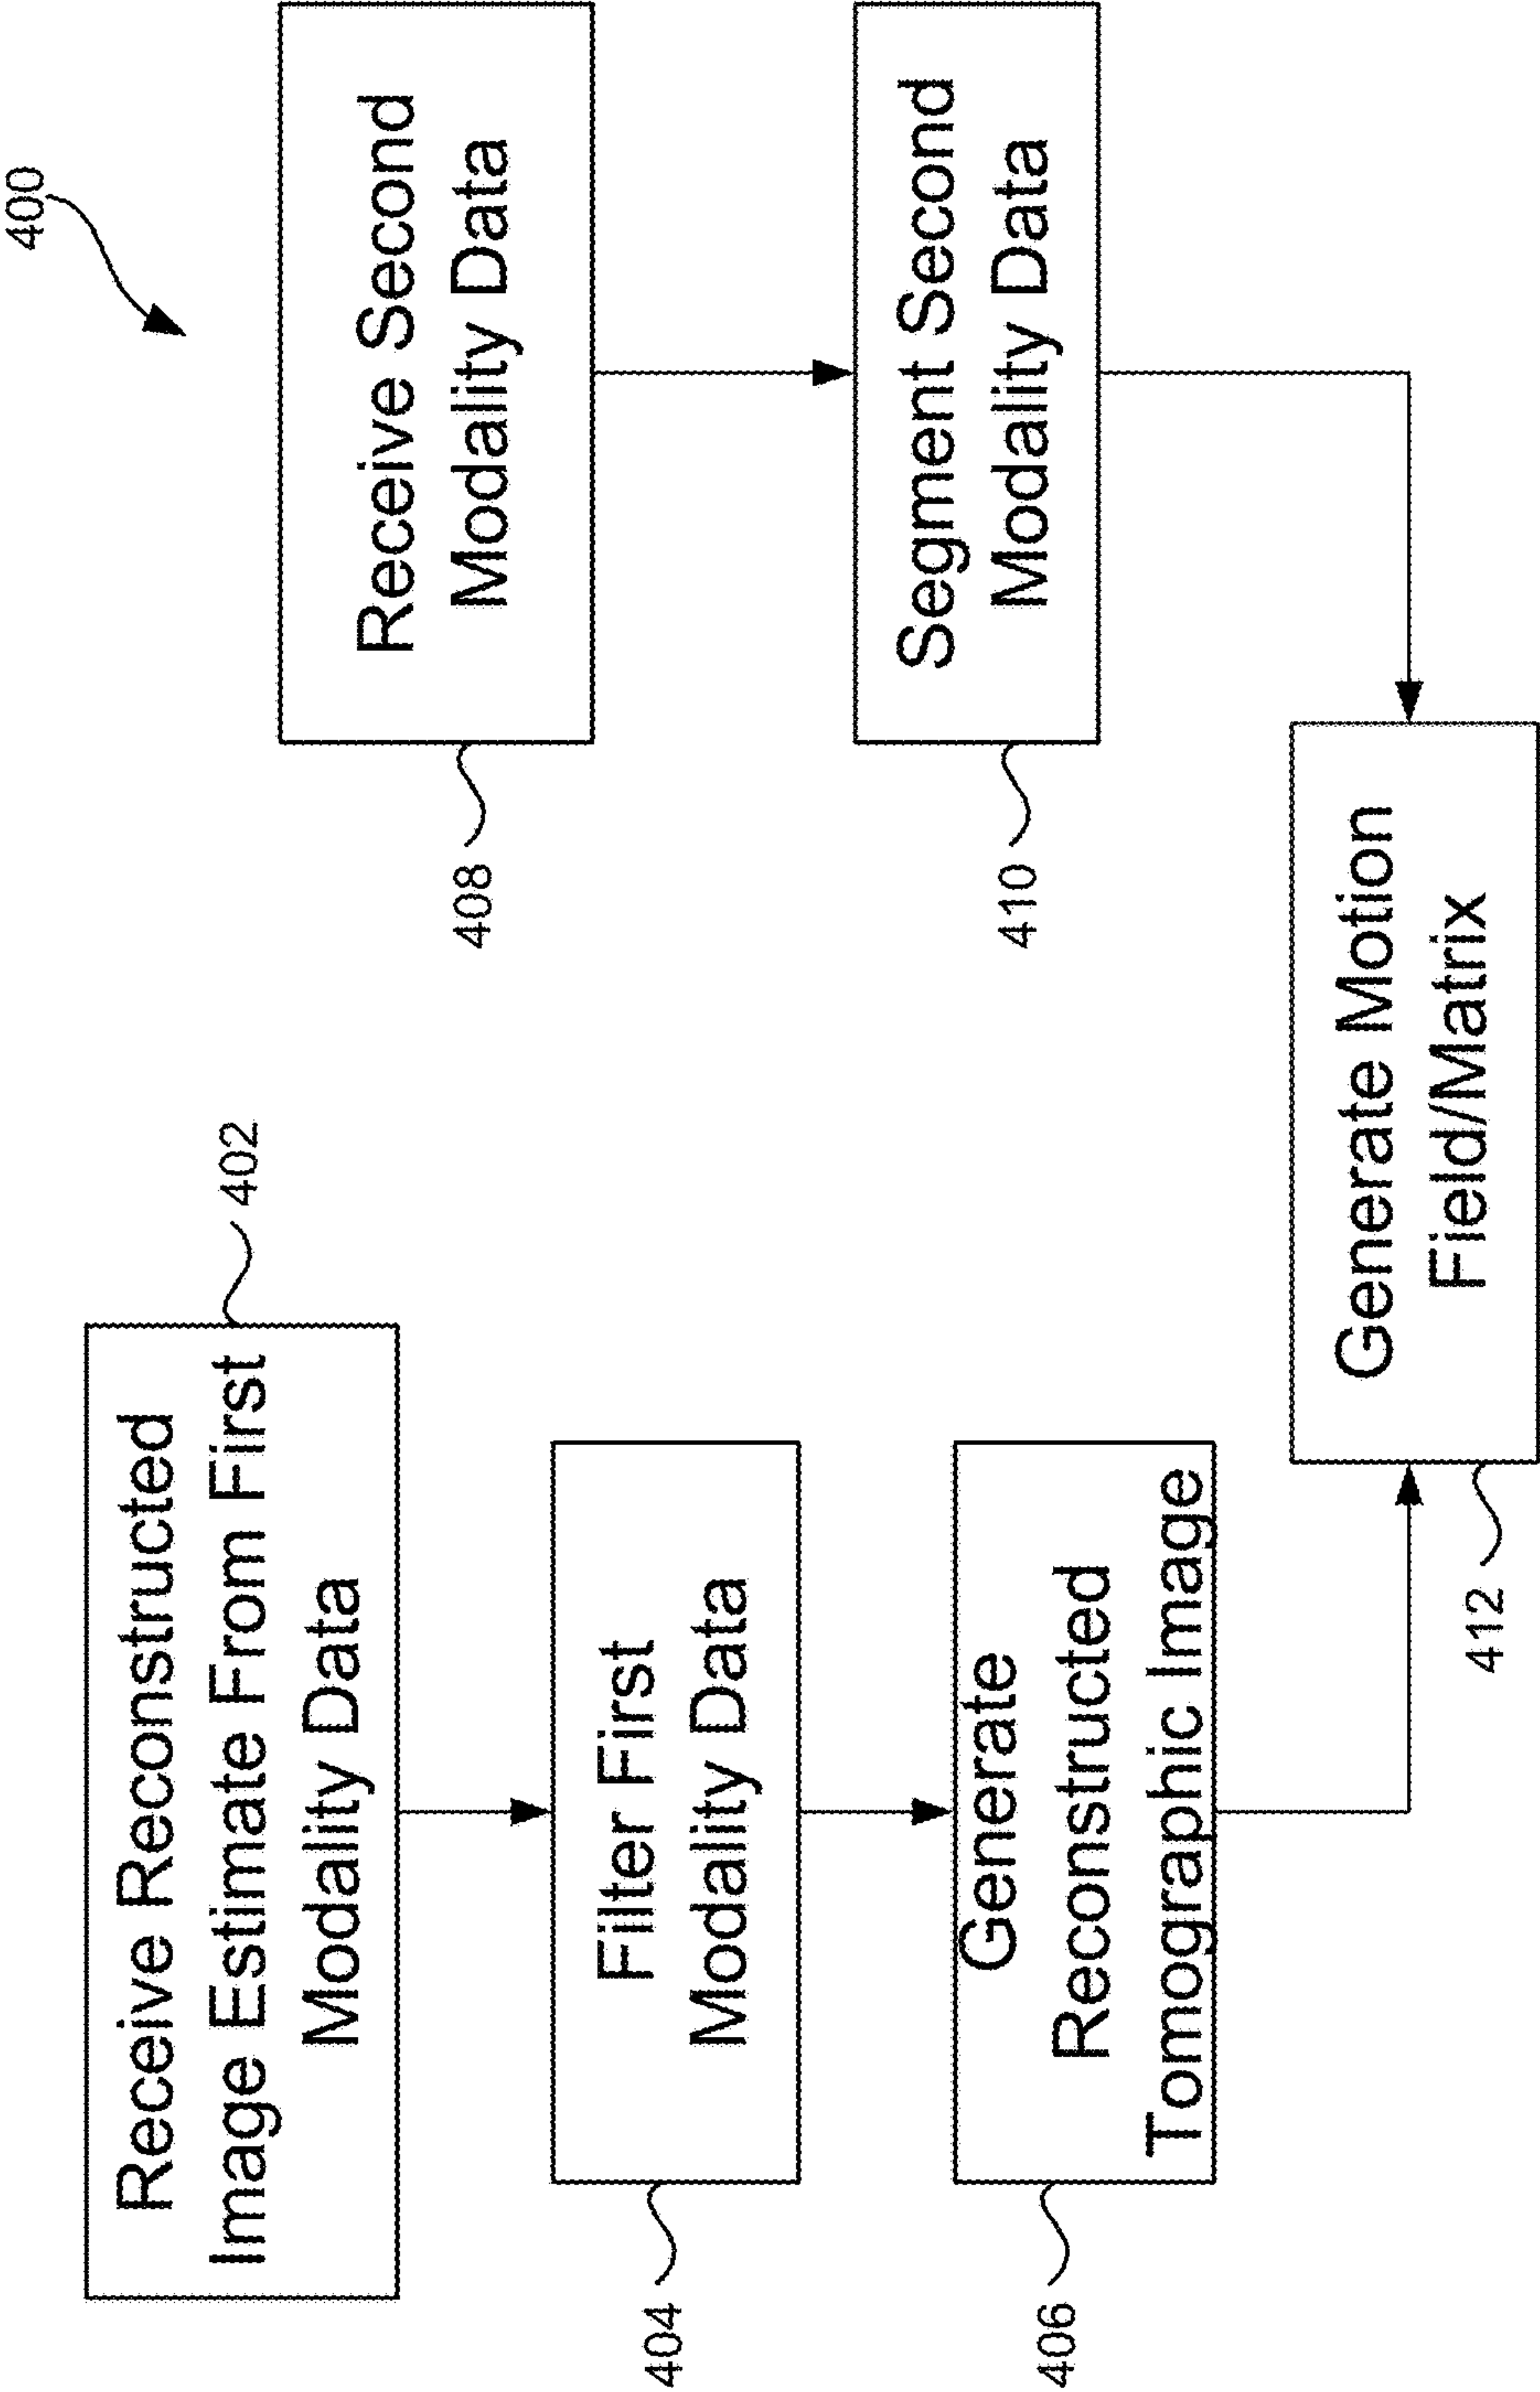 400
Receive Reconstructed
Image Estimate From First
Modality Data
402
Filter First
Modality Data
404
Generate
Reconstructed
Tomographic Image
406
Receive Second
Modality Data
408
Segment Second
Modality Data
410
Generate Motion
Field/Matrix
412